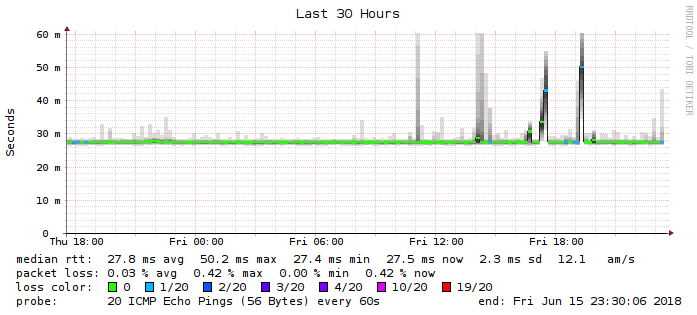 Last 30 Hours
RRDTOOL / TOBI OETIKER
Seconds
60 m
50 m
40 m
30 m
20 m
10 m
0
Thu 18:00 Fri 00:00 Fri 06:00 Fri 12:00 Fri 18:00
median rtt: 27.8 ms avg 50.2 ms max 27.4 ms min 27.5 ms now 2.3 ms sd 12.1 am/s
packet loss: 0.03 % avg 0.42 % max 0.00 % min 0.42 % now
loss color: 0 1/20 2/20 3/20 4/20 10/20 19/20
probe: 20 ICMP Echo Pings (56 Bytes) every 60s end: Fri Jun 15 23:30:06 2018